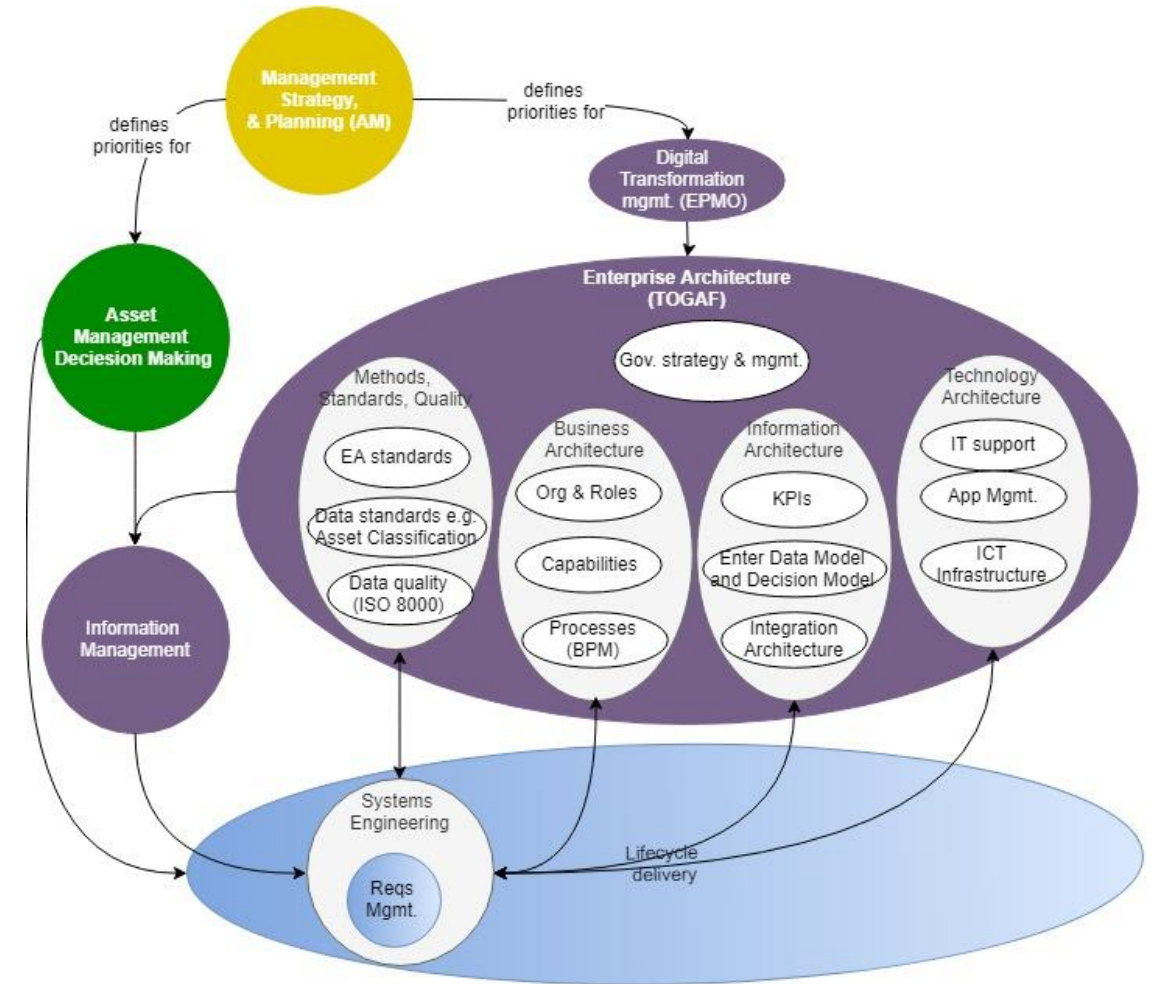 Management
Strategy,
& Planning (AM)
defines
priorities for
defines
priorities for
Digital
Transformation
mgmt. (EPMO)
Asset
Management
Deciesion Making
Enterprise Architecture
(TOGAF)
Gov. strategy & mgmt.
Methods,
Standards, Quality
EA standards
Data standards e.g.
Asset Classification
Data quality
(ISO 8000)
Business
Architecture
Org & Roles
Capabilities
Processes
(BPM)
Information
Architecture
KPIs
Enter Data Model
and Decision Model
Integration
Architecture
Technology
Architecture
IT support
App Mgmt.
ICT
Infrastructure
Information
Management
Systems
Engineering
Reqs
Mgmt.
Lifecycle
delivery